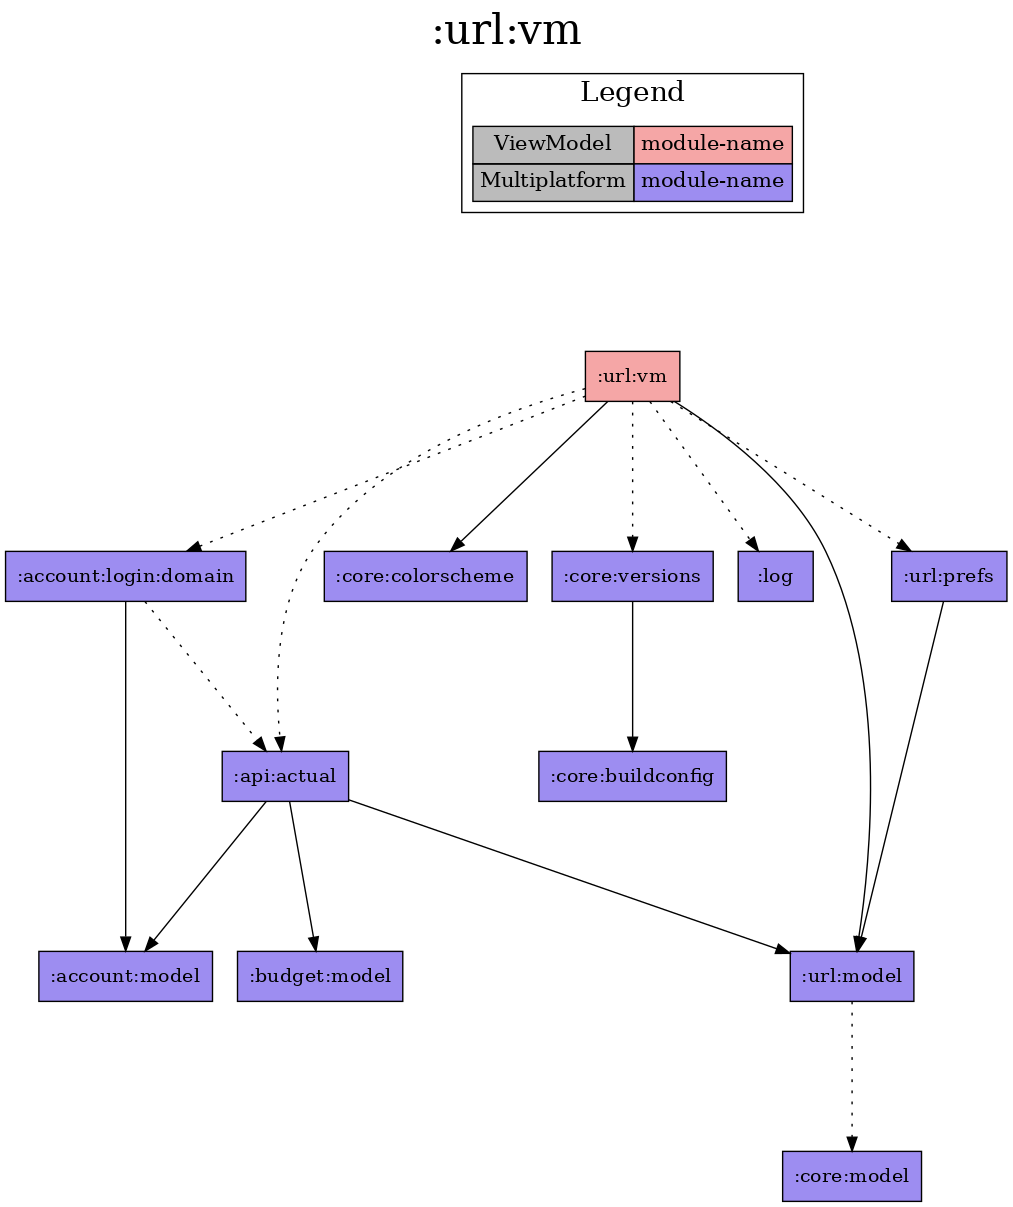 :url:vm
Legend
ViewModel module-name
Multiplatform module-name
:url:vm
:account:login:domain :core:colorscheme :core:versions :log :url:prefs
:api:actual :core:buildconfig
:account:model :budget:model :url:model
:core:model